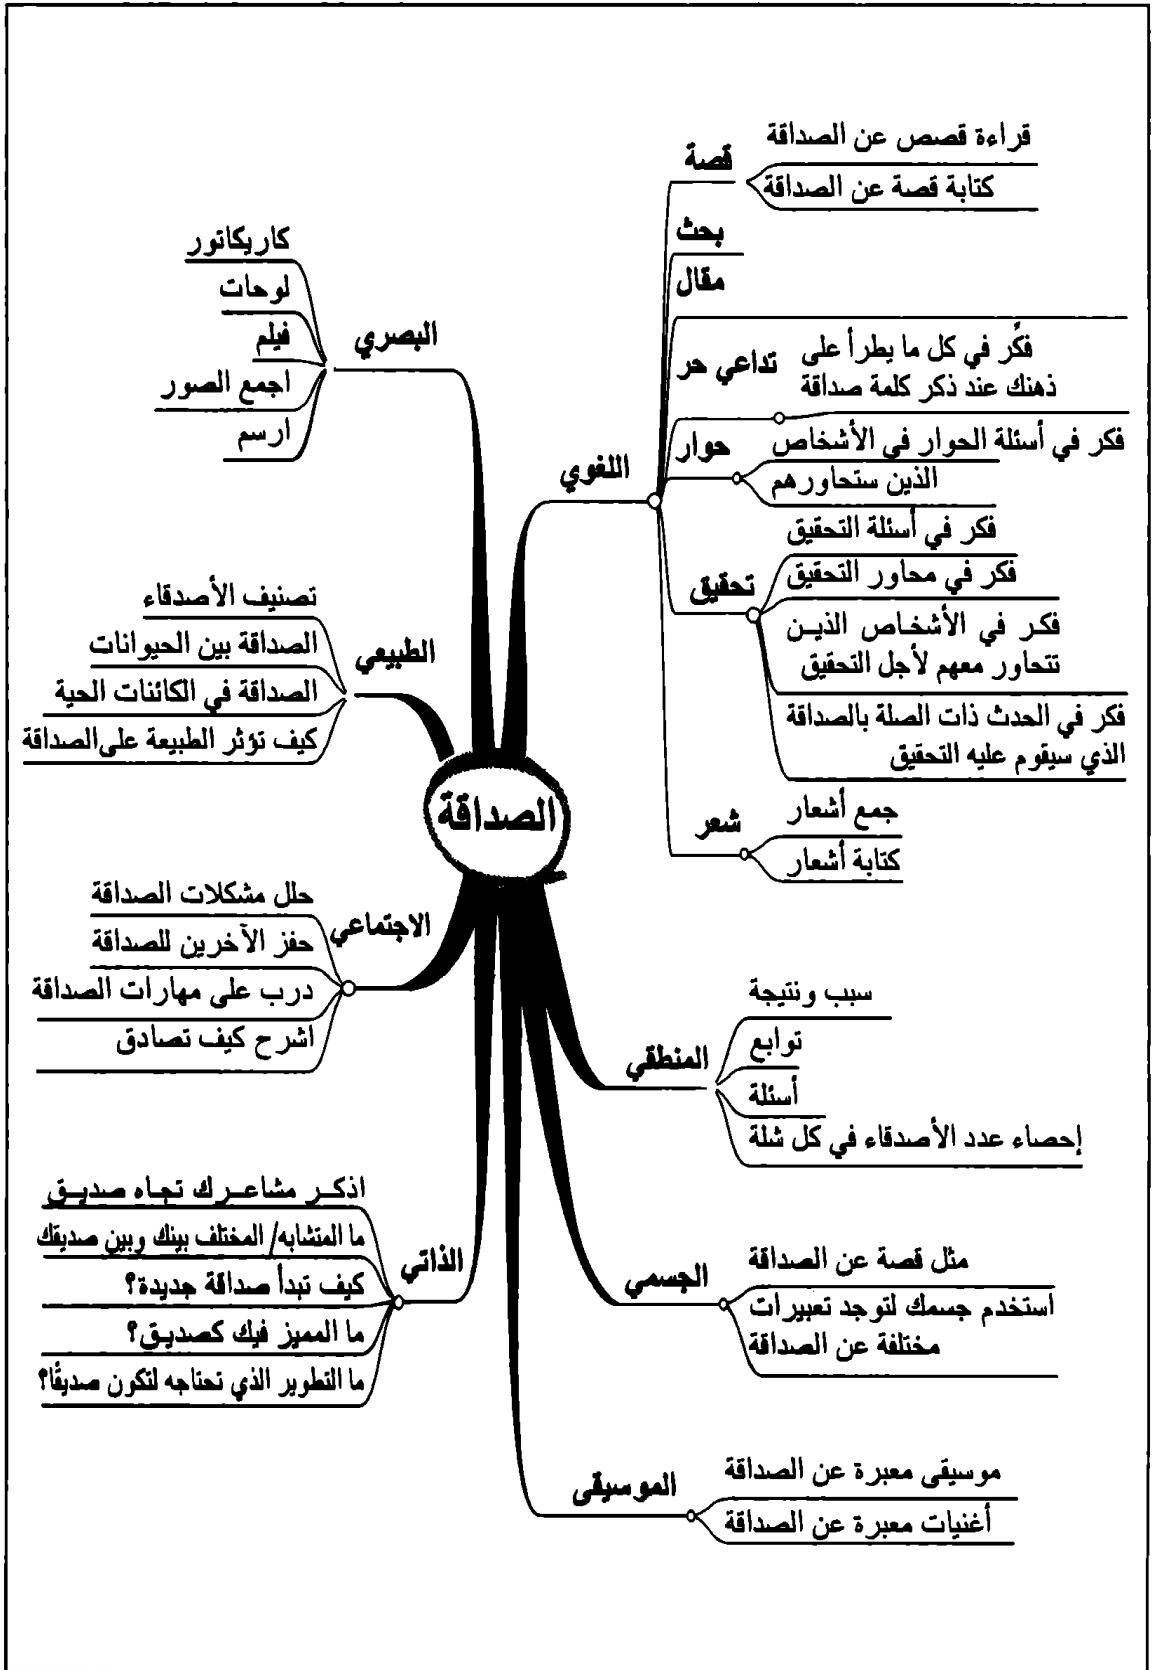 الصداقة
اللغوي
قصة
قراءة قصص عن الصداقة
كتابة قصة عن الصداقة
بحث
مقال
تداعي حر
فكِّر في كل ما يطرأ على
ذهنك عند ذكر كلمة صداقة
حوار
فكر في أسئلة الحوار في الأشخاص
الذين ستحاورهم
تحقيق
فكر في أسئلة التحقيق
فكر في محاور التحقيق
فكر في الأشخاص الذين
تتحاور معهم لأجل التحقيق
فكر في الحدث ذات الصلة بالصداقة
الذي سيقوم عليه التحقيق
شعر
جمع أشعار
كتابة أشعار
المنطقي
سبب ونتيجة
توابع
أسئلة
إحصاء عدد الأصدقاء في كل شلة
الجسمي
مثل قصة عن الصداقة
استخدم جسمك لتوجد تعبيرات
مختلفة عن الصداقة
الموسيقى
موسيقى معبرة عن الصداقة
أغنيات معبرة عن الصداقة
البصري
كاريكاتور
لوحات
فيلم
اجمع الصور
ارسم
الطبيعي
تصنيف الأصدقاء
الصداقة بين الحيوانات
الصداقة في الكائنات الحية
كيف تؤثر الطبيعة على الصداقة
الاجتماعي
حلل مشكلات الصداقة
حفز الآخرين للصداقة
درب على مهارات الصداقة
اشرح كيف تصادق
الذاتي
اذكر مشاعرك تجاه صديق
ما المتشابه/ المختلف بينك وبين صديقك
كيف تبدأ صداقة جديدة؟
ما المميز فيك كصديق؟
ما التطوير الذي تحتاجه لتكون صديقًا؟